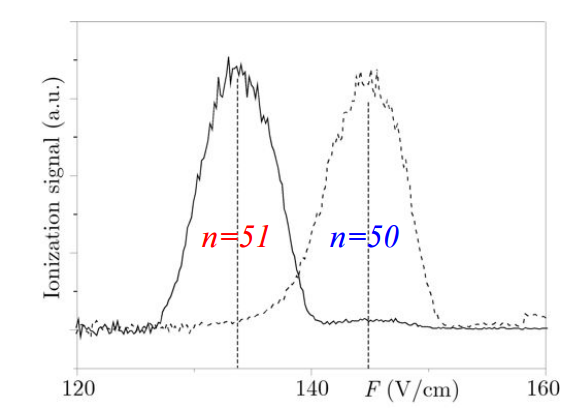 Ionization signal (a.u.)
n=51
n=50
120
140
F (V/cm)
160